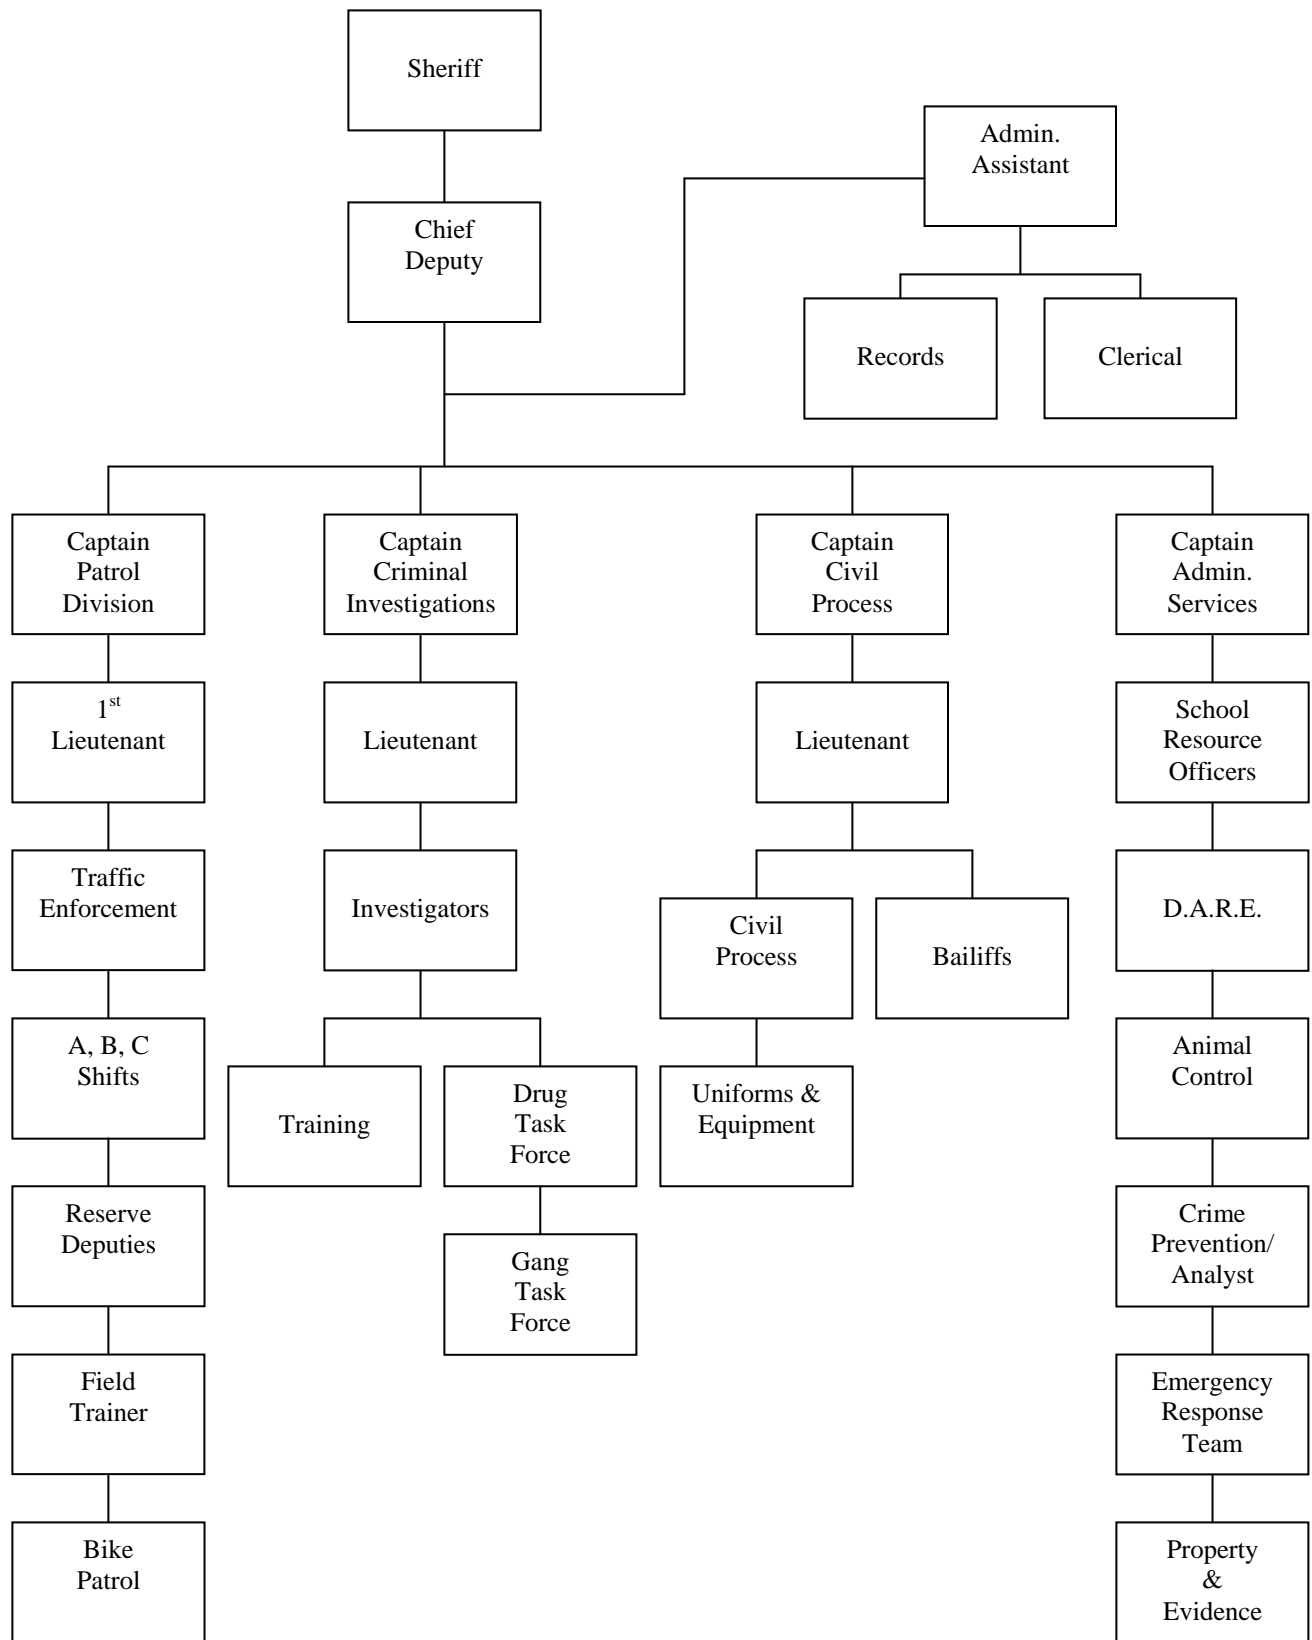 Sheriff
Admin.
Assistant
Chief
Deputy
Records
Clerical
Captain
Patrol
Division
Captain
Criminal
Investigations
Captain
Civil
Process
Captain
Admin.
Services
1st
Lieutenant
Lieutenant
Lieutenant
School
Resource
Officers
Traffic
Enforcement
Investigators
Civil
Process
Bailiffs
D.A.R.E.
A, B, C
Shifts
Training
Drug
Task
Force
Uniforms &
Equipment
Animal
Control
Reserve
Deputies
Gang
Task
Force
Crime
Prevention/
Analyst
Field
Trainer
Emergency
Response
Team
Bike
Patrol
Property
&
Evidence